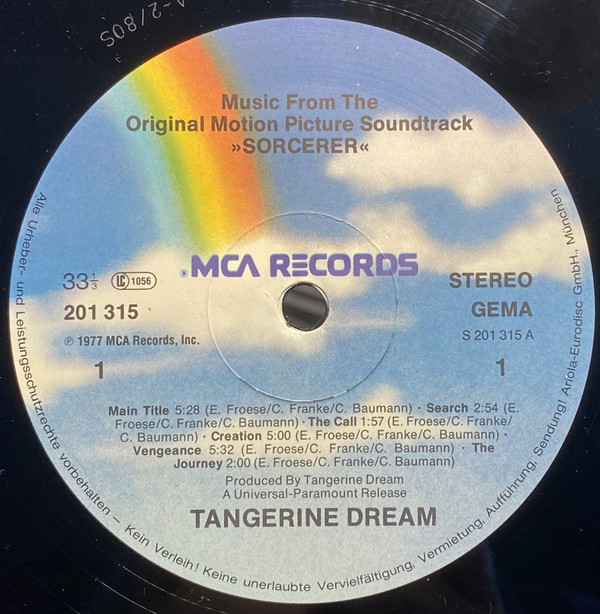 A-2/80S
Music From The
Original Motion Picture Soundtrack
»SORCERER«
® MCA RECORDS
33⅓ LC 1056
STEREO
201 315
GEMA
℗ 1977 MCA Records, Inc.
S 201 315 A
1
1
Main Title 5:28 (E. Froese/C. Franke/C. Baumann) · Search 2:54 (E.
Froese/C. Franke/C. Baumann) · The Call 1:57 (E. Froese/C. Franke/
C. Baumann) · Creation 5:00 (E. Froese/C. Franke/C. Baumann) ·
Vengeance 5:32 (E. Froese/C. Franke/C. Baumann) · The
Journey 2:00 (E. Froese/C. Franke/C. Baumann)
Produced By Tangerine Dream
A Universal-Paramount Release
TANGERINE DREAM
Alle Urheber- und Leistungsschutzrechte vorbehalten – Kein Verleih! Keine unerlaubte Vervielfältigung, Vermietung, Aufführung, Sendung! Ariola-Eurodisc GmbH., München